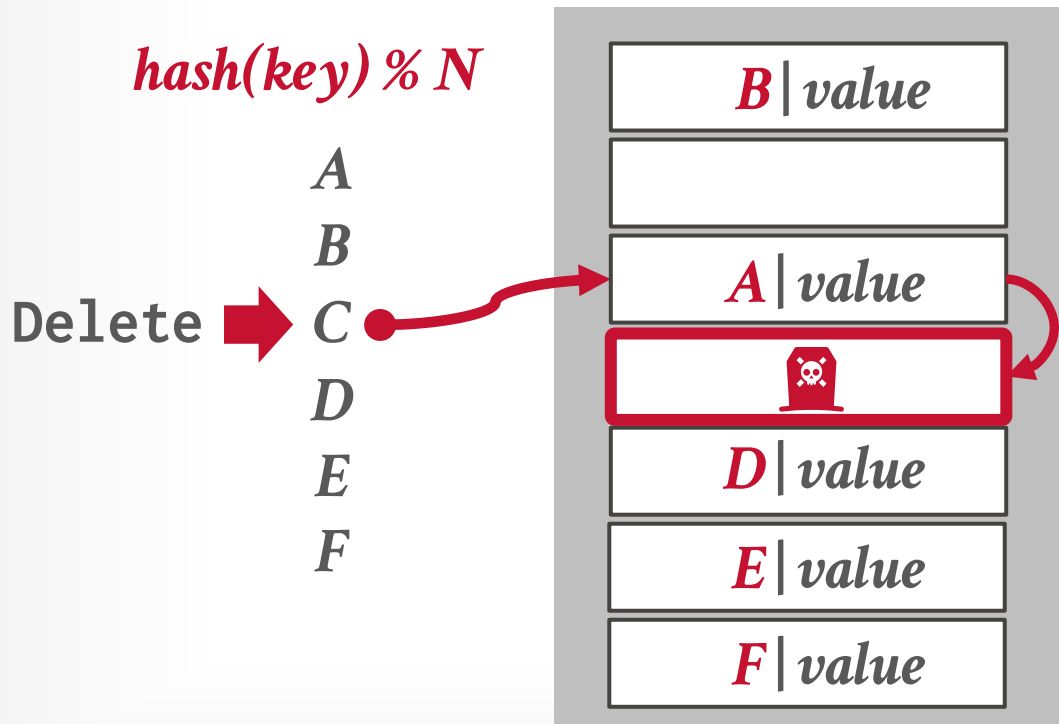 hash(key) % N
A
B
Delete C
D
E
F
B|value
A|value
D|value
E|value
F|value